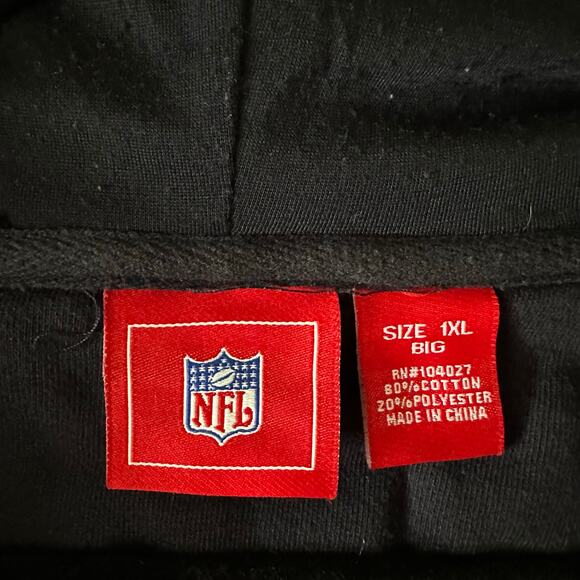 NFL
SIZE 1XL
BIG
RN#104027
80%COTTON
20%POLYESTER
MADE IN CHINA